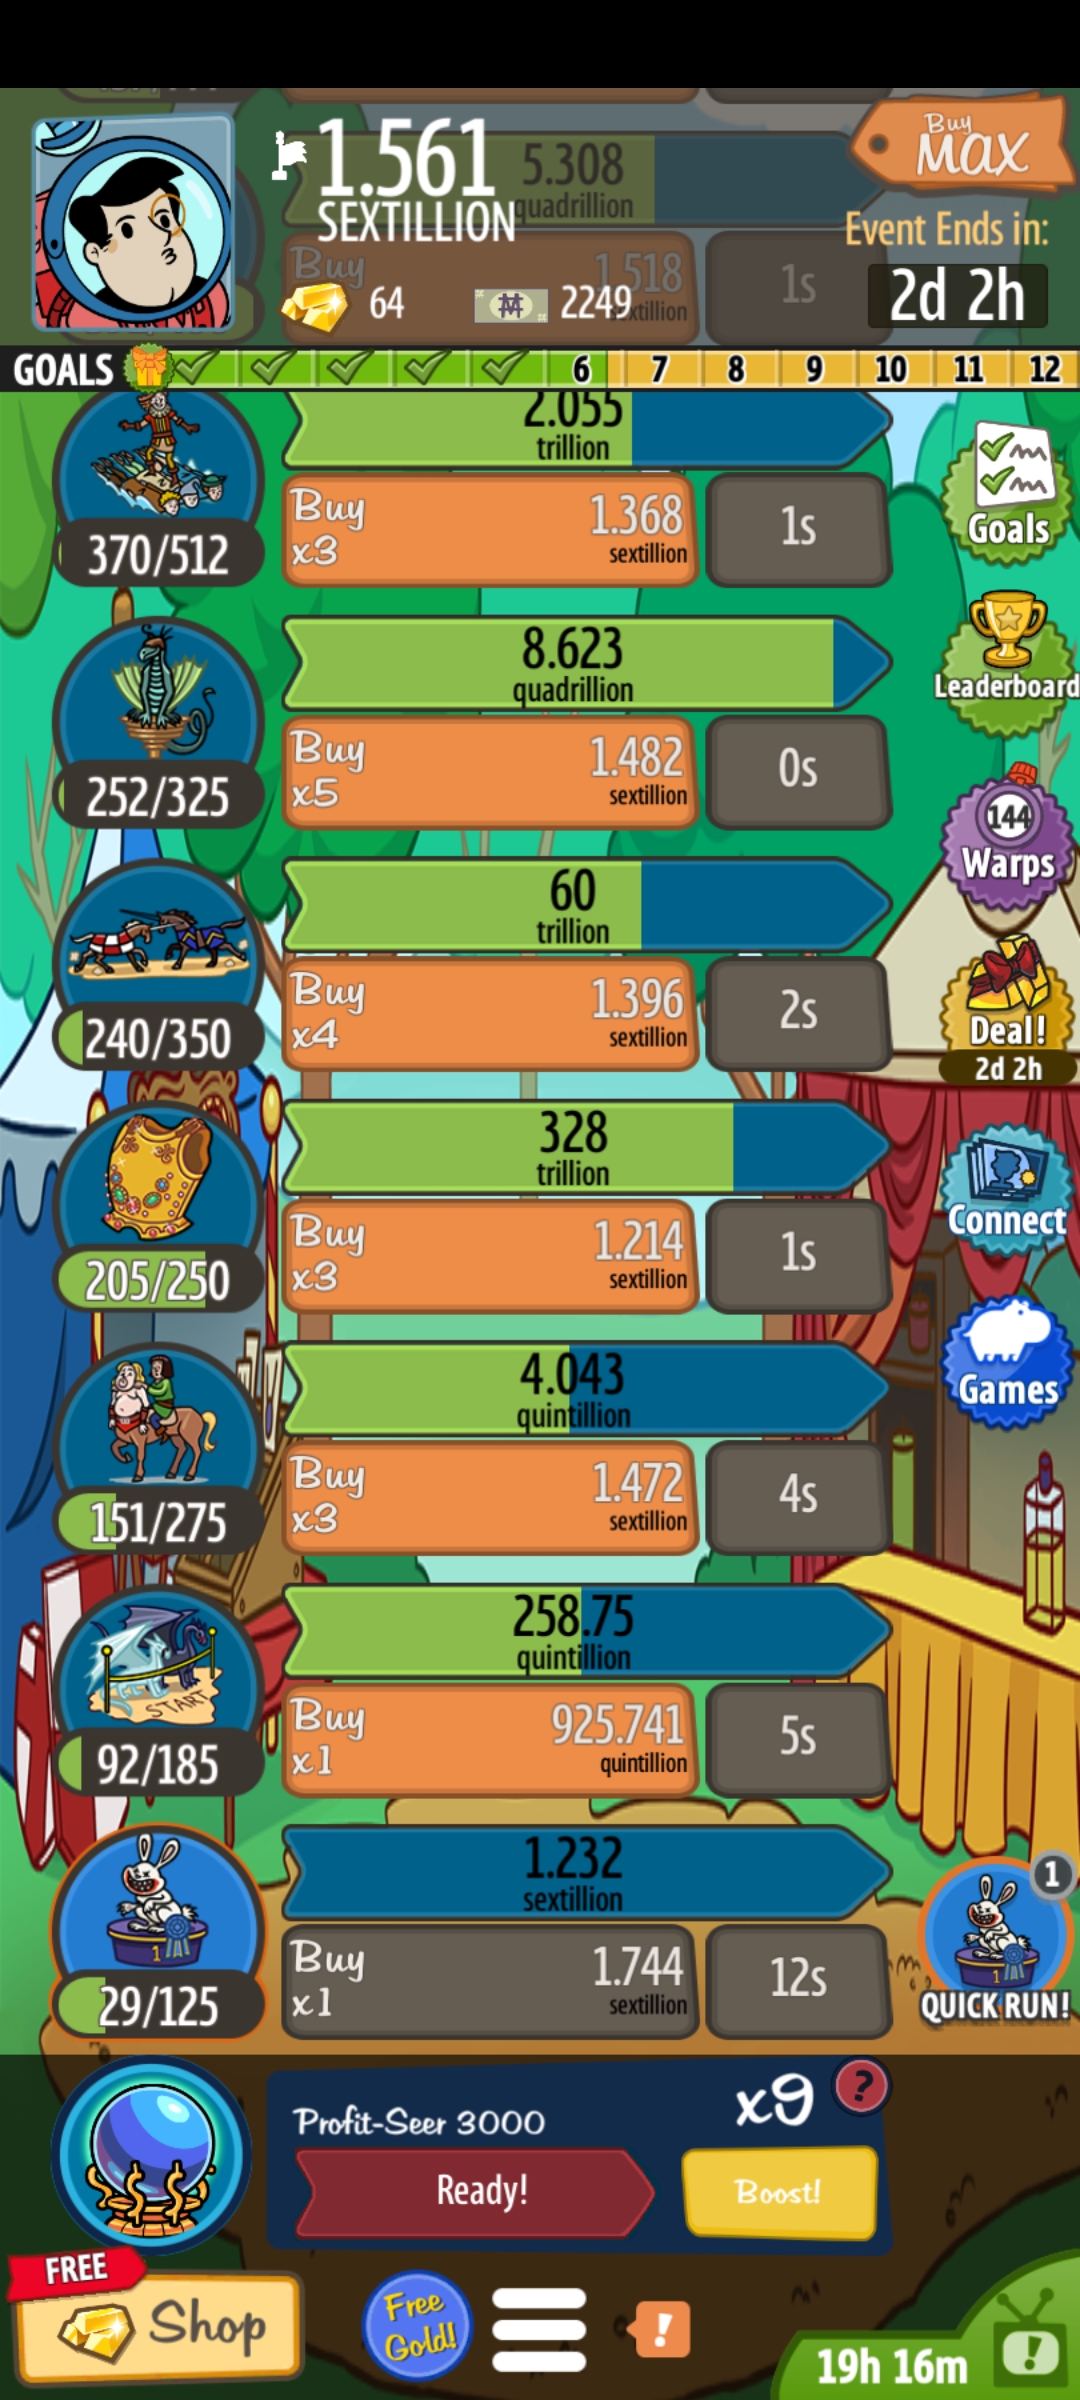 1.561
SEXTILLION
5.308
quadrillion
Buy
MAX
Event Ends in:
2d 2h
Buy
1.518
sextillion
1s
64
2249
GOALS
6
7
8
9
10
11
12
2.055
trillion
370/512
Buy
x3
1.368
sextillion
1s
Goals
8.623
quadrillion
Leaderboard
252/325
Buy
x5
1.482
sextillion
0s
144
Warps
60
trillion
240/350
Buy
x4
1.396
sextillion
2s
Deal!
2d 2h
328
trillion
205/250
Buy
x3
1.214
sextillion
1s
Connect
4.043
quintillion
Games
151/275
Buy
x3
1.472
sextillion
4s
258.75
quintillion
START
92/185
Buy
x1
925.741
quintillion
5s
1.232
sextillion
1
1
29/125
Buy
x1
1.744
sextillion
12s
1
QUICK RUN!
Profit-Seer 3000
x9
?
Ready!
Boost!
FREE
Shop
Free
Gold!
!
19h 16m
!